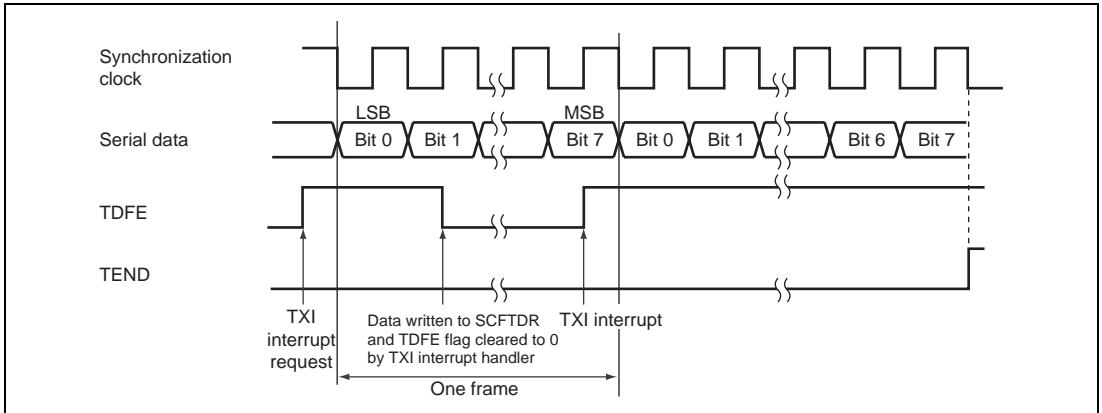 Synchronization
clock
LSB
MSB
Serial data
Bit 0
Bit 1
Bit 7
Bit 0
Bit 1
Bit 6
Bit 7
TDFE
TEND
TXI
interrupt
request
Data written to SCFTDR
and TDFE flag cleared to 0
by TXI interrupt handler
TXI interrupt
One frame